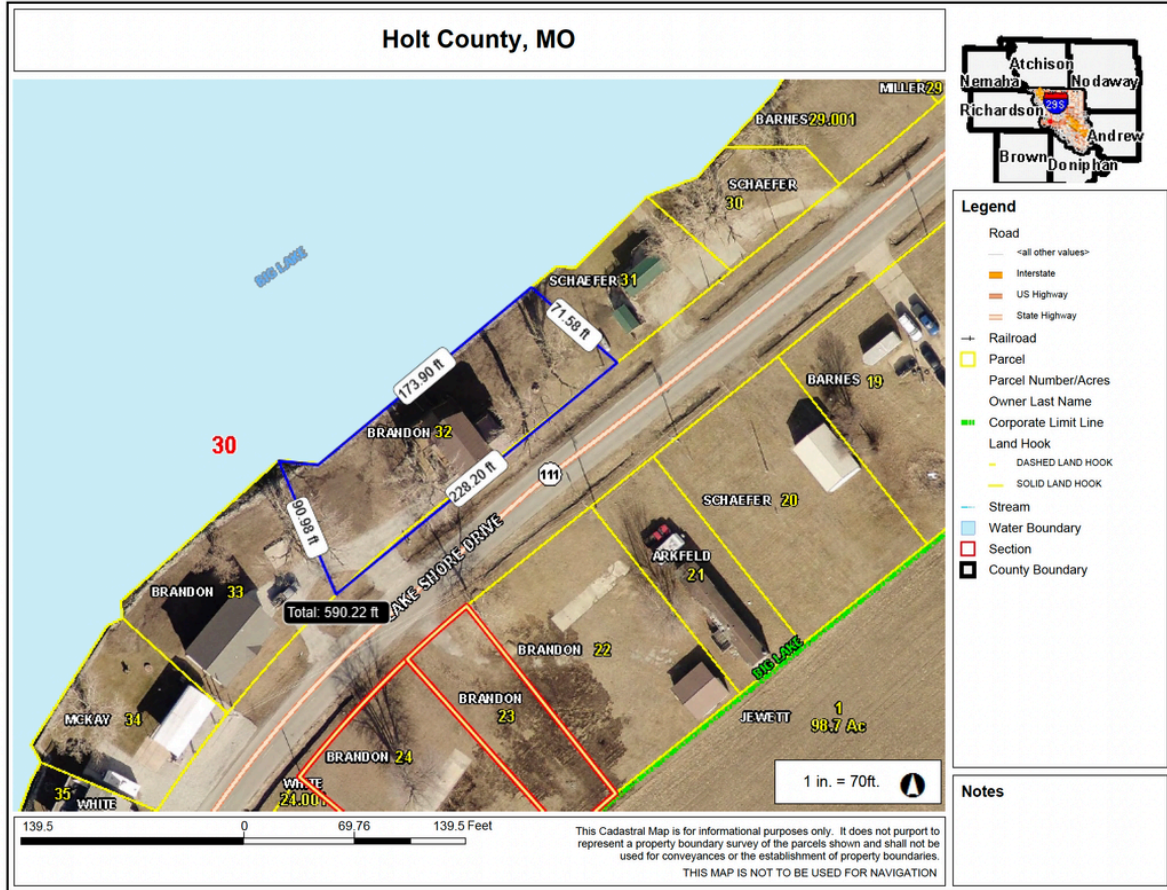 Holt County, MO
Atchison
Nemaha
Nodaway
Richardson
29S
Andrew
Brown
Doniphan
MILLER 29
BARNES 29.001
SCHAEFER
30
SCHAEFER 31
BIG LAKE
71.58 ft
173.90 ft
BRANDON 32
30
228.20 ft
90.98 ft
111
LAKE SHORE DRIVE
BARNES 19
SCHAEFER 20
ARKFELD
21
BRANDON 33
Total: 590.22 ft
BRANDON 22
BIG LAKE
BRANDON
23
MCKAY 34
JEWETT
1
98.7 Ac
BRANDON 24
WHITE
24.001
35
WHITE
1 in. = 70ft.
Legend
Road
<all other values>
Interstate
US Highway
State Highway
Railroad
Parcel
Parcel Number/Acres
Owner Last Name
Corporate Limit Line
Land Hook
DASHED LAND HOOK
SOLID LAND HOOK
Stream
Water Boundary
Section
County Boundary
Notes
139.5 0 69.76 139.5 Feet
This Cadastral Map is for informational purposes only. It does not purport to
represent a property boundary survey of the parcels shown and shall not be
used for conveyances or the establishment of property boundaries.
THIS MAP IS NOT TO BE USED FOR NAVIGATION